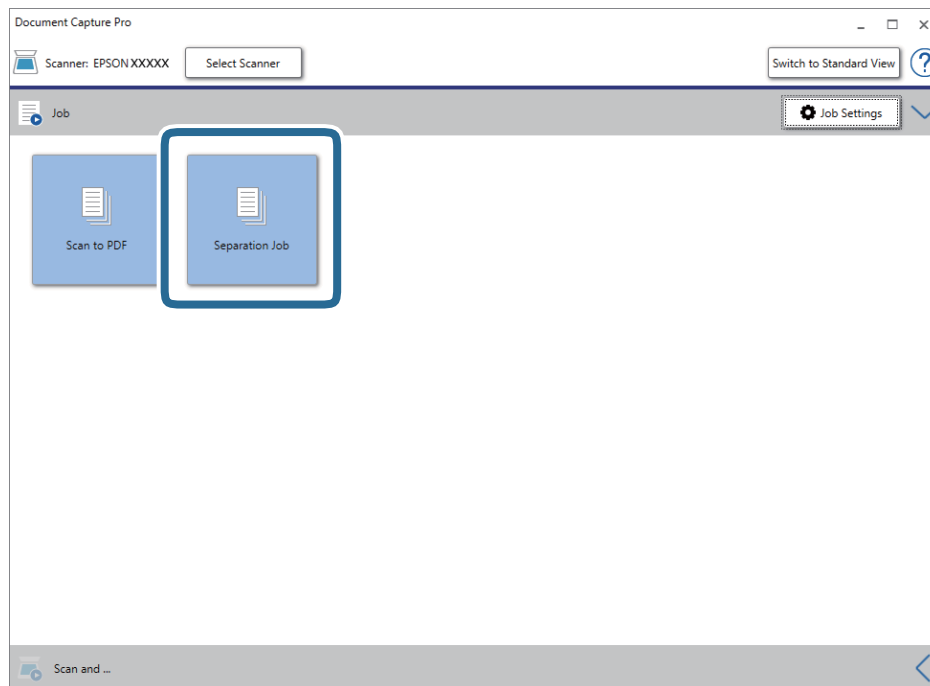 Document Capture Pro
Scanner: EPSON XXXXX
Select Scanner
Switch to Standard View
?
Job
Job Settings
Scan to PDF
Separation Job
Scan and ...